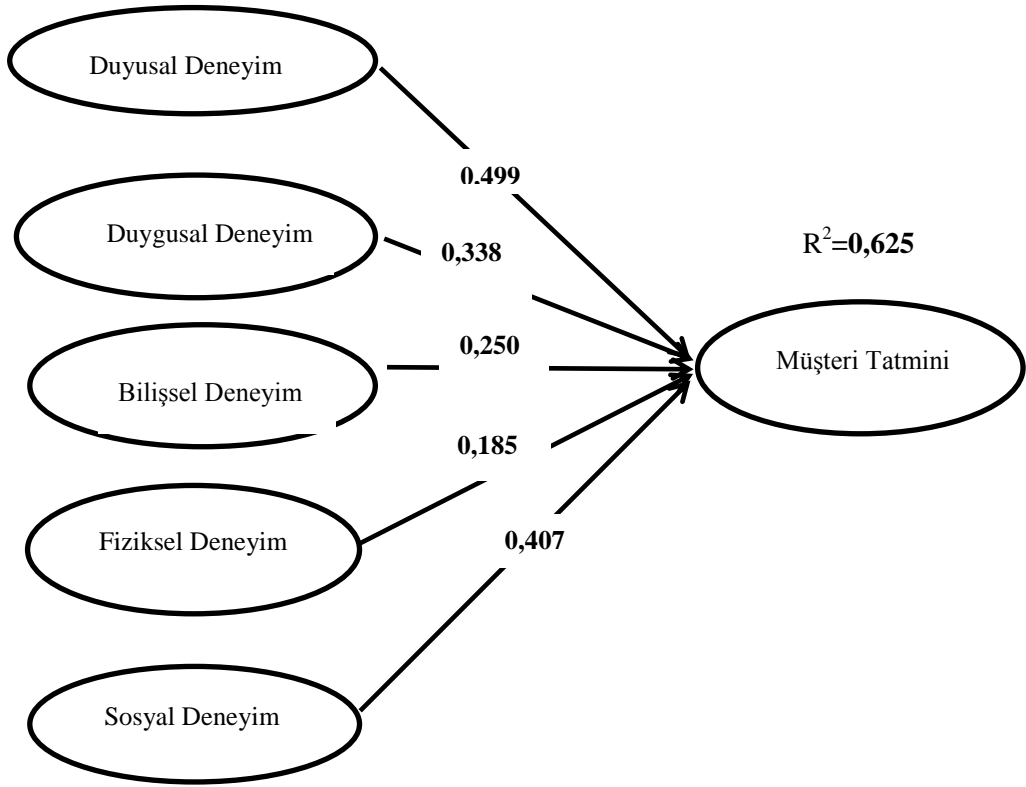 Duyusal Deneyim
0,499
Duygusal Deneyim
0,338
R²=0,625
0,250
Müşteri Tatmini
Bilişsel Deneyim
0,185
Fiziksel Deneyim
0,407
Sosyal Deneyim